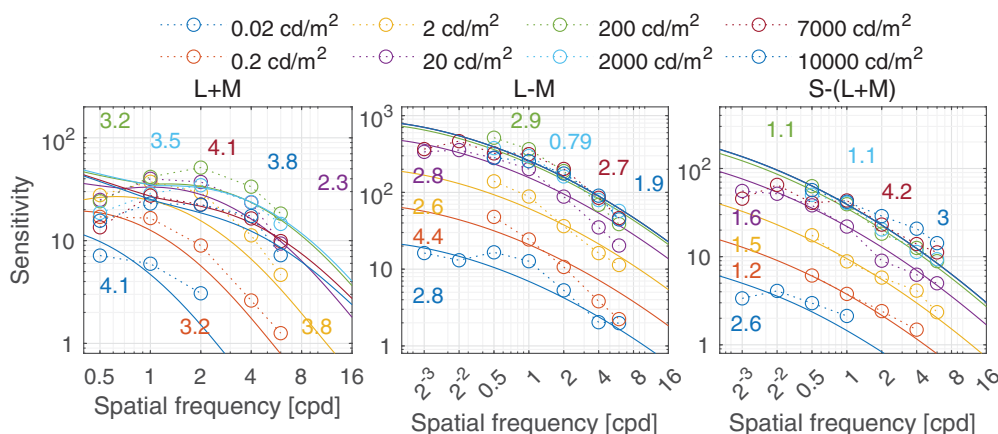 0.02 cd/m² 2 cd/m² 200 cd/m² 7000 cd/m²
0.2 cd/m² 20 cd/m² 2000 cd/m² 10000 cd/m²
L+M
Sensitivity
10²
10
1
3.2
3.5
4.1
3.8
2.3
4.1
3.2
3.8
0.5 1 2 4 8 16
Spatial frequency [cpd]
L-M
10³
10²
10
1
2.9
0.79
2.7
1.9
2.8
2.6
4.4
2.8
2⁻³ 2⁻² 0.5 1 2 4 8 16
Spatial frequency [cpd]
S-(L+M)
10²
10
1
1.1
1.1
4.2
3
1.6
1.5
1.2
2.6
2⁻³ 2⁻² 0.5 1 2 4 8 16
Spatial frequency [cpd]